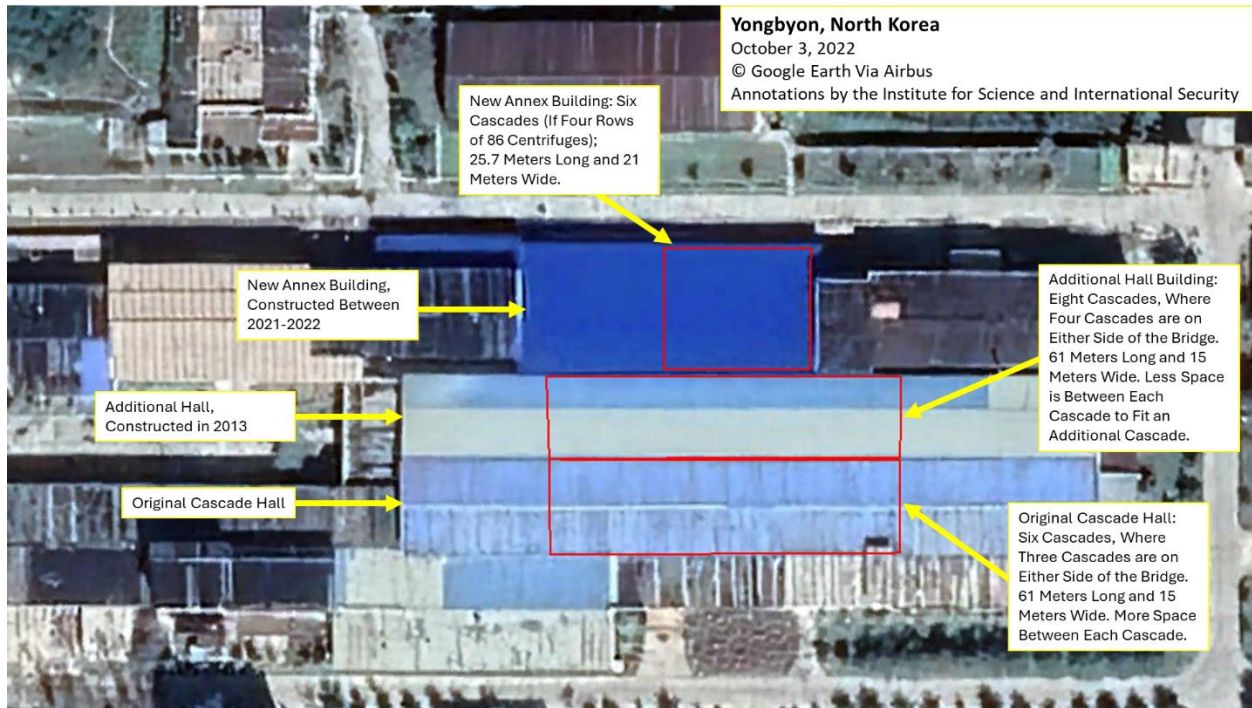 Yongbyon, North Korea
October 3, 2022
© Google Earth Via Airbus
Annotations by the Institute for Science and International Security
New Annex Building: Six
Cascades (If Four Rows
of 86 Centrifuges);
25.7 Meters Long and 21
Meters Wide.
New Annex Building,
Constructed Between
2021-2022
Additional Hall,
Constructed in 2013
Original Cascade Hall
Additional Hall Building:
Eight Cascades, Where
Four Cascades are on
Either Side of the Bridge.
61 Meters Long and 15
Meters Wide. Less Space
is Between Each
Cascade to Fit an
Additional Cascade.
Original Cascade Hall:
Six Cascades, Where
Three Cascades are on
Either Side of the Bridge.
61 Meters Long and 15
Meters Wide. More Space
Between Each Cascade.